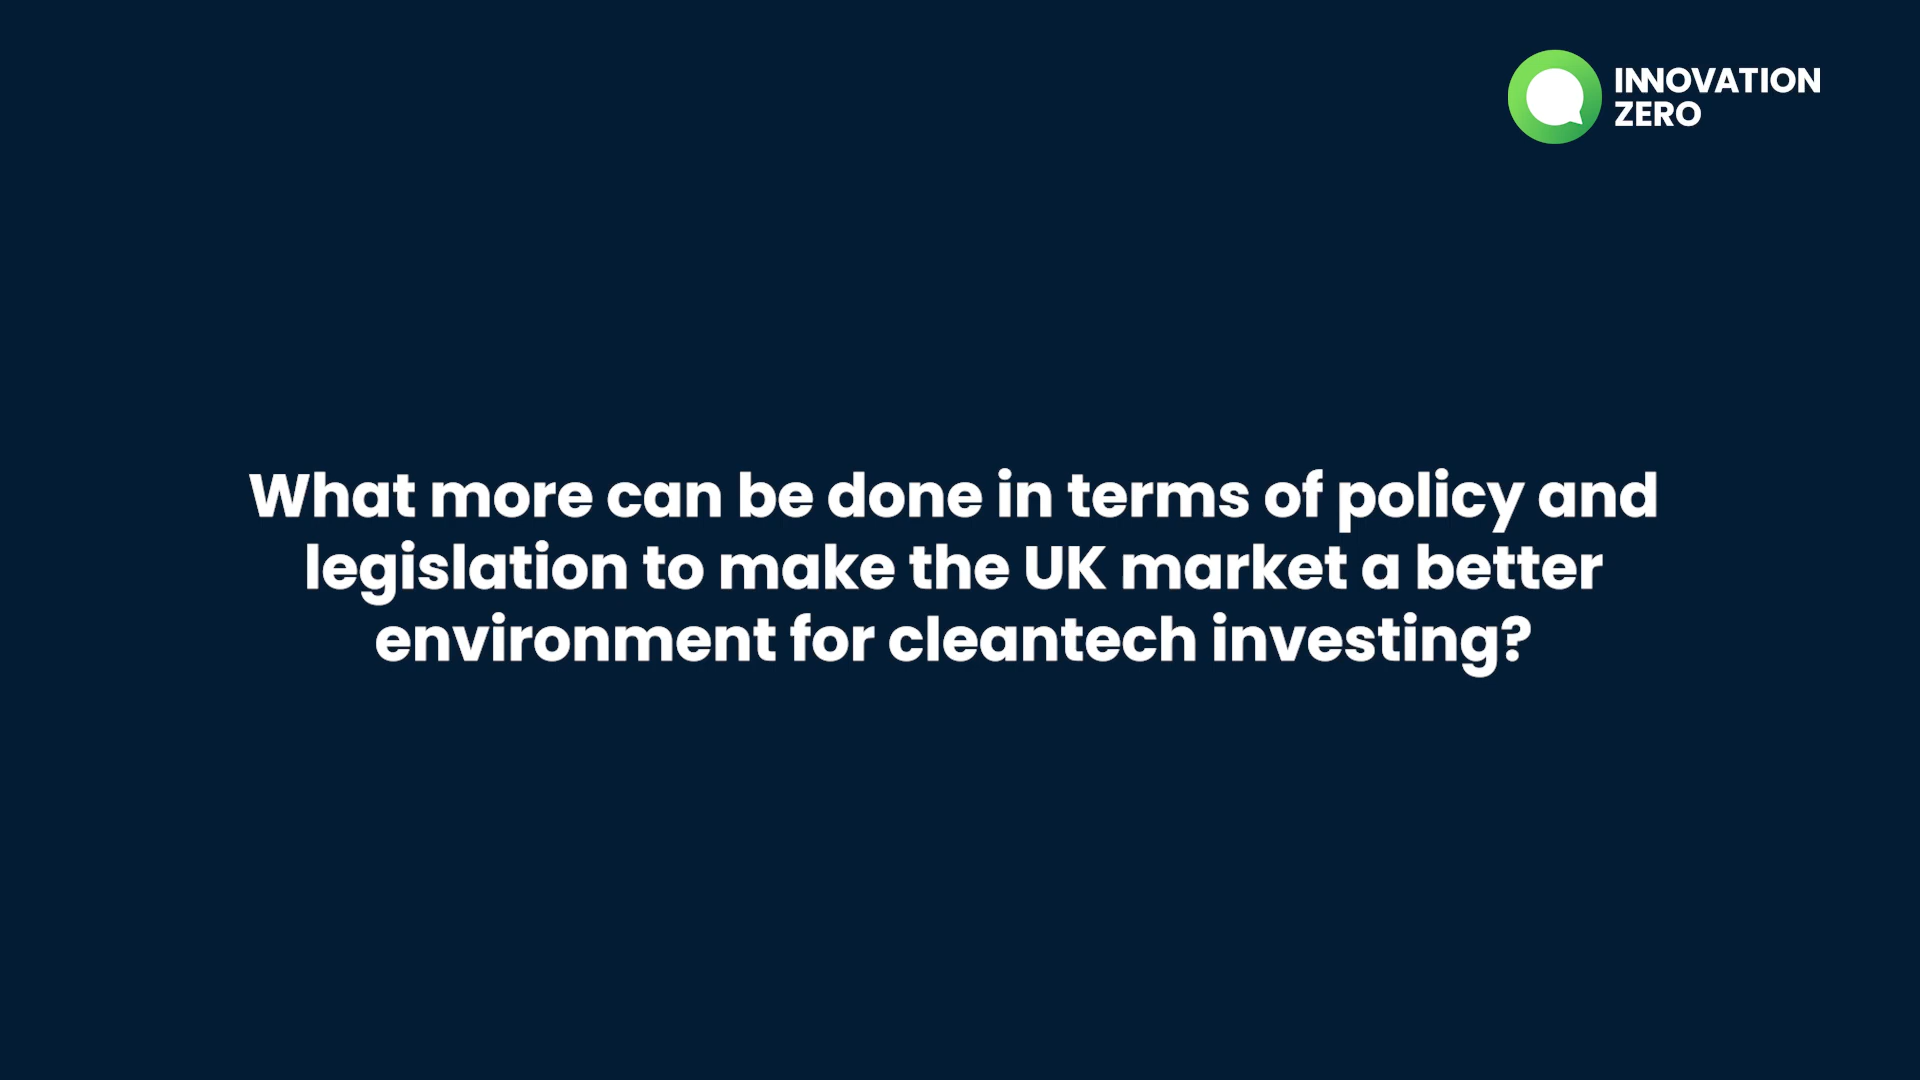 INNOVATION
ZERO
What more can be done in terms of policy and
legislation to make the UK market a better
environment for cleantech investing?